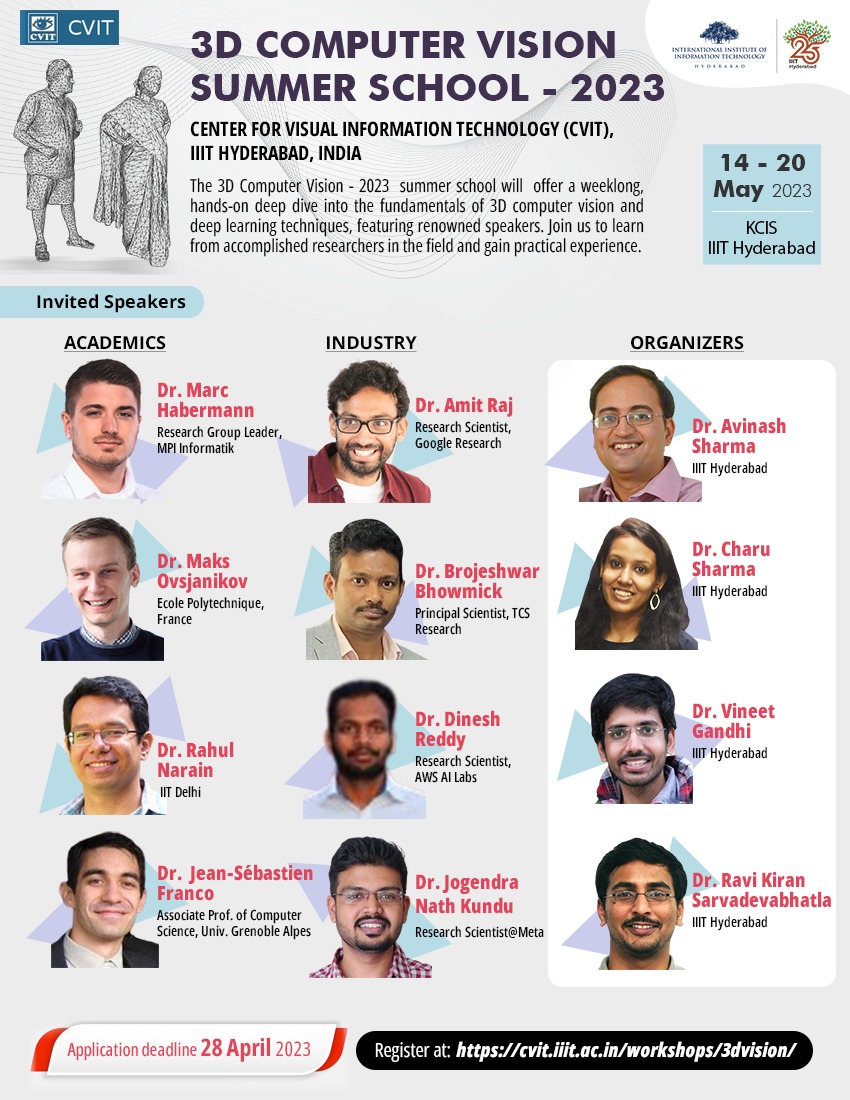 CVIT
CVIT
3D COMPUTER VISION
SUMMER SCHOOL - 2023
INTERNATIONAL INSTITUTE OF
INFORMATION TECHNOLOGY
HYDERABAD
25
IIIT
Hyderabad
CENTER FOR VISUAL INFORMATION TECHNOLOGY (CVIT),
IIIT HYDERABAD, INDIA
The 3D Computer Vision - 2023 summer school will offer a weeklong,
hands-on deep dive into the fundamentals of 3D computer vision and
deep learning techniques, featuring renowned speakers. Join us to learn
from accomplished researchers in the field and gain practical experience.
14 - 20
May 2023
KCIS
IIIT Hyderabad
Invited Speakers
ACADEMICS
Dr. Marc
Habermann
Research Group Leader,
MPI Informatik
Dr. Maks
Ovsjanikov
Ecole Polytechnique,
France
Dr. Rahul
Narain
IIT Delhi
Dr. Jean-Sébastien
Franco
Associate Prof. of Computer
Science, Univ. Grenoble Alpes
INDUSTRY
Dr. Amit Raj
Research Scientist,
Google Research
Dr. Brojeshwar
Bhowmick
Principal Scientist, TCS
Research
Dr. Dinesh
Reddy
Research Scientist,
AWS AI Labs
Dr. Jogendra
Nath Kundu
Research Scientist@Meta
ORGANIZERS
Dr. Avinash
Sharma
IIIT Hyderabad
Dr. Charu
Sharma
IIIT Hyderabad
Dr. Vineet
Gandhi
IIIT Hyderabad
Dr. Ravi Kiran
Sarvadevabhatla
IIIT Hyderabad
Application deadline 28 April 2023
Register at: https://cvit.iiit.ac.in/workshops/3dvision/